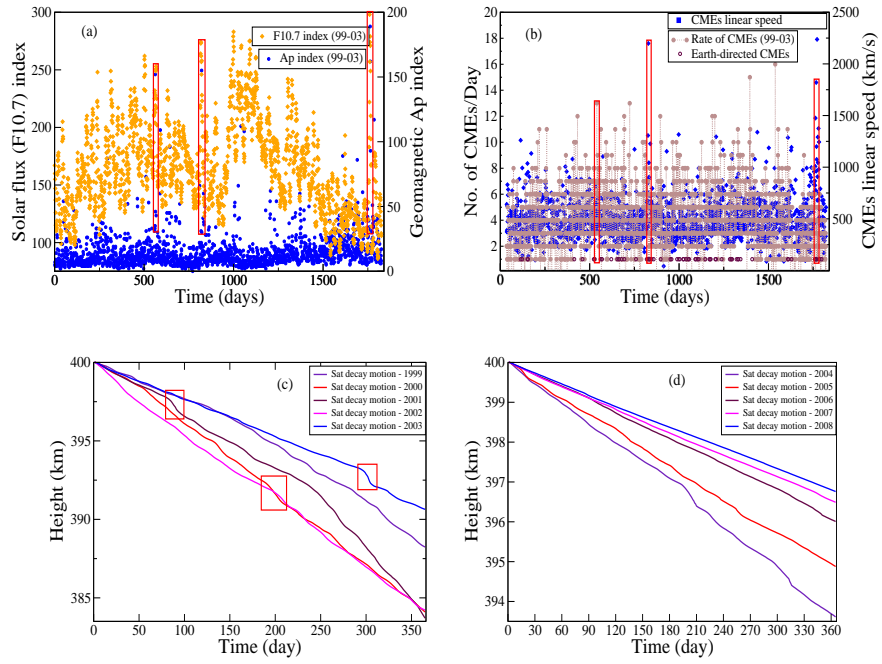 (a)
F10.7 index (99-03)
Ap index (99-03)
Solar flux (F10.7) index
300
250
200
150
100
Geomagnetic Ap index
200
150
100
50
0
0 500 1000 1500
Time (days)
(b)
CMEs linear speed
Rate of CMEs (99-03)
Earth-directed CMEs
No. of CMEs/Day
20
18
16
14
12
10
8
6
4
2
0
CMEs linear speed (km/s)
2500
2000
1500
1000
500
0
0 500 1000 1500
Time (days)
(c)
Sat decay motion - 1999
Sat decay motion - 2000
Sat decay motion - 2001
Sat decay motion - 2002
Sat decay motion - 2003
Height (km)
400
395
390
385
0 50 100 150 200 250 300 350
Time (day)
(d)
Sat decay motion - 2004
Sat decay motion - 2005
Sat decay motion - 2006
Sat decay motion - 2007
Sat decay motion - 2008
Height (km)
400
399
398
397
396
395
394
0 30 60 90 120 150 180 210 240 270 300 330 360
Time (day)